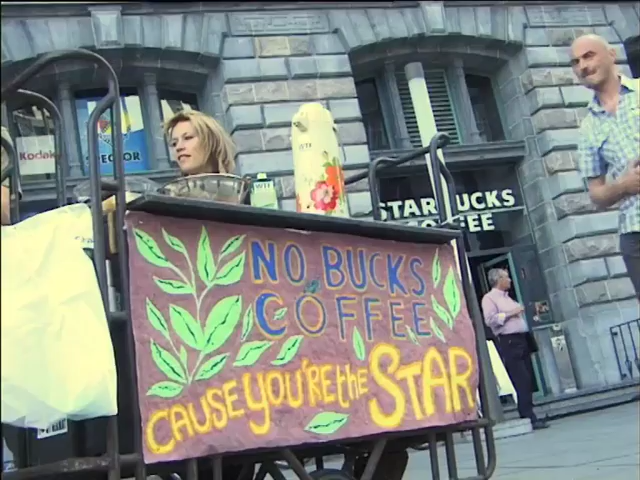 Kodak
STARBUCKS
COFFEE
NO BUCKS
COFFEE
CAUSE YOU'RE the STAR